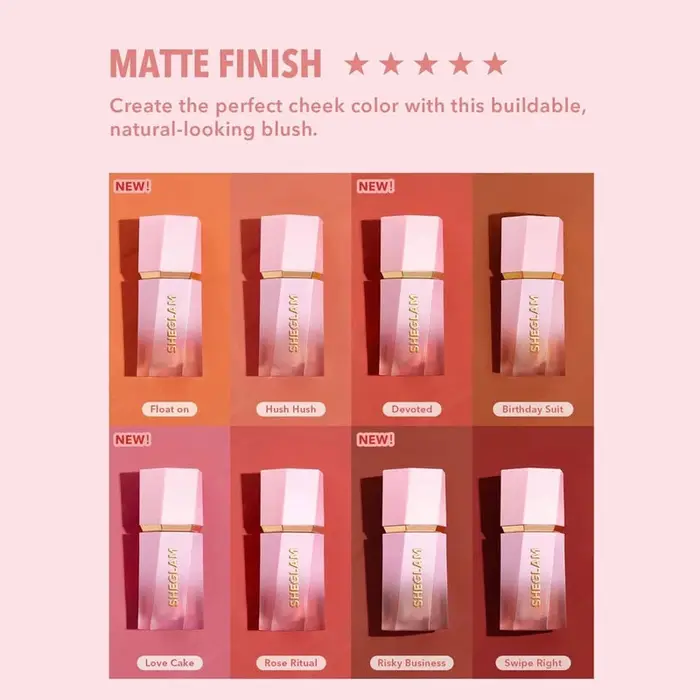 MATTE FINISH ★★★★★
Create the perfect cheek color with this buildable,
natural-looking blush.
NEW!
NEW!
SHEGLAM
SHEGLAM
SHEGLAM
SHEGLAM
Float on
Hush Hush
Devoted
Birthday Suit
NEW!
NEW!
SHEGLAM
SHEGLAM
SHEGLAM
SHEGLAM
Love Cake
Rose Ritual
Risky Business
Swipe Right